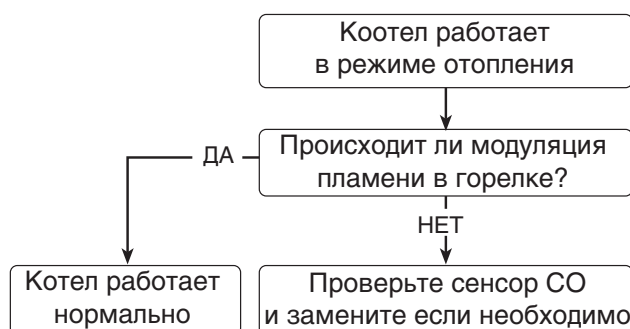 Коотел работает
в режиме отопления
Происходит ли модуляция
пламени в горелке?
ДА
НЕТ
Котел работает
нормально
Проверьте сенсор СО
и замените если необходимо